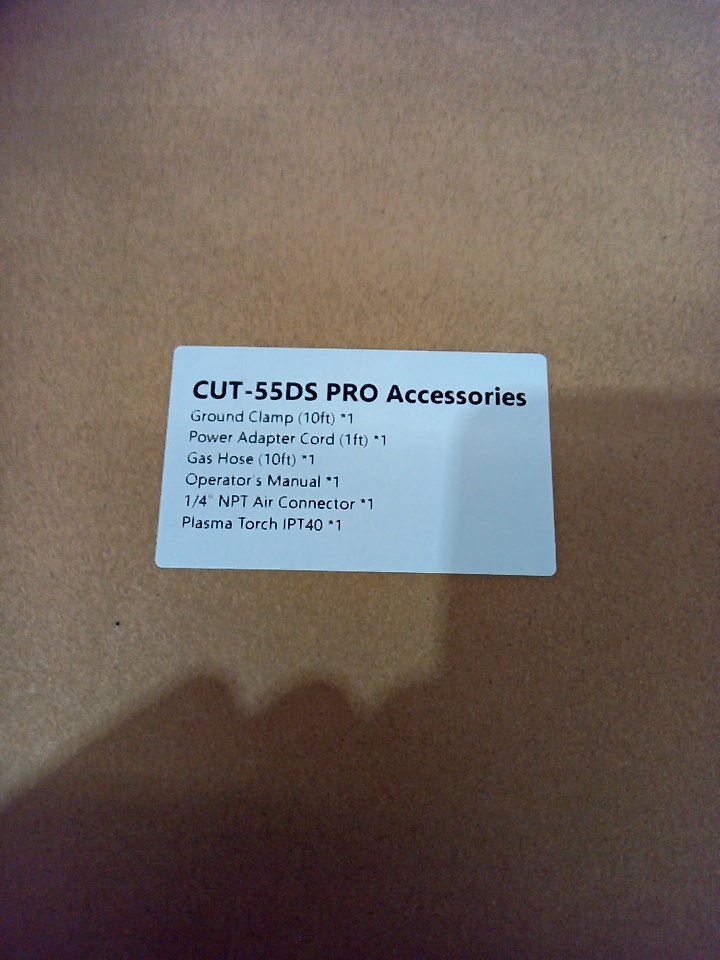 CUT-55DS PRO Accessories
Ground Clamp (10ft) *1
Power Adapter Cord (1ft) *1
Gas Hose (10ft) *1
Operator's Manual *1
1/4" NPT Air Connector *1
Plasma Torch IPT40 *1